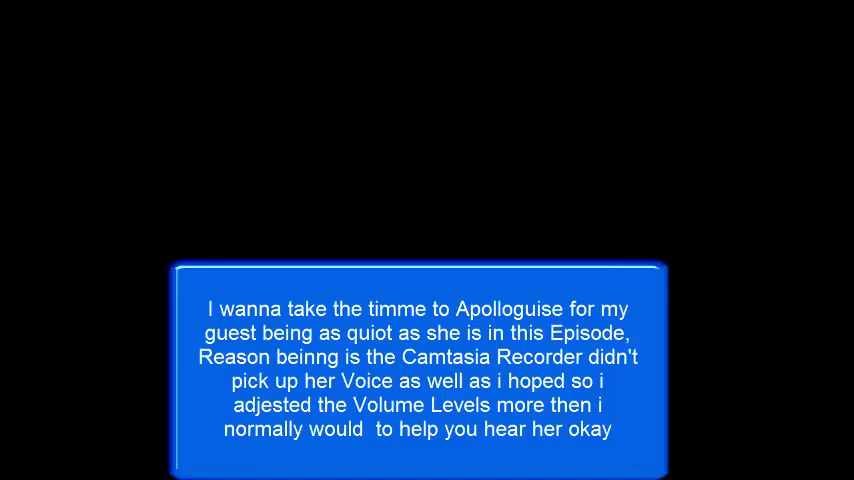 I wanna take the timme to Apolloguise for my
guest being as quiot as she is in this Episode,
Reason beinng is the Camtasia Recorder didn't
pick up her Voice as well as i hoped so i
adjested the Volume Levels more then i
normally would  to help you hear her okay